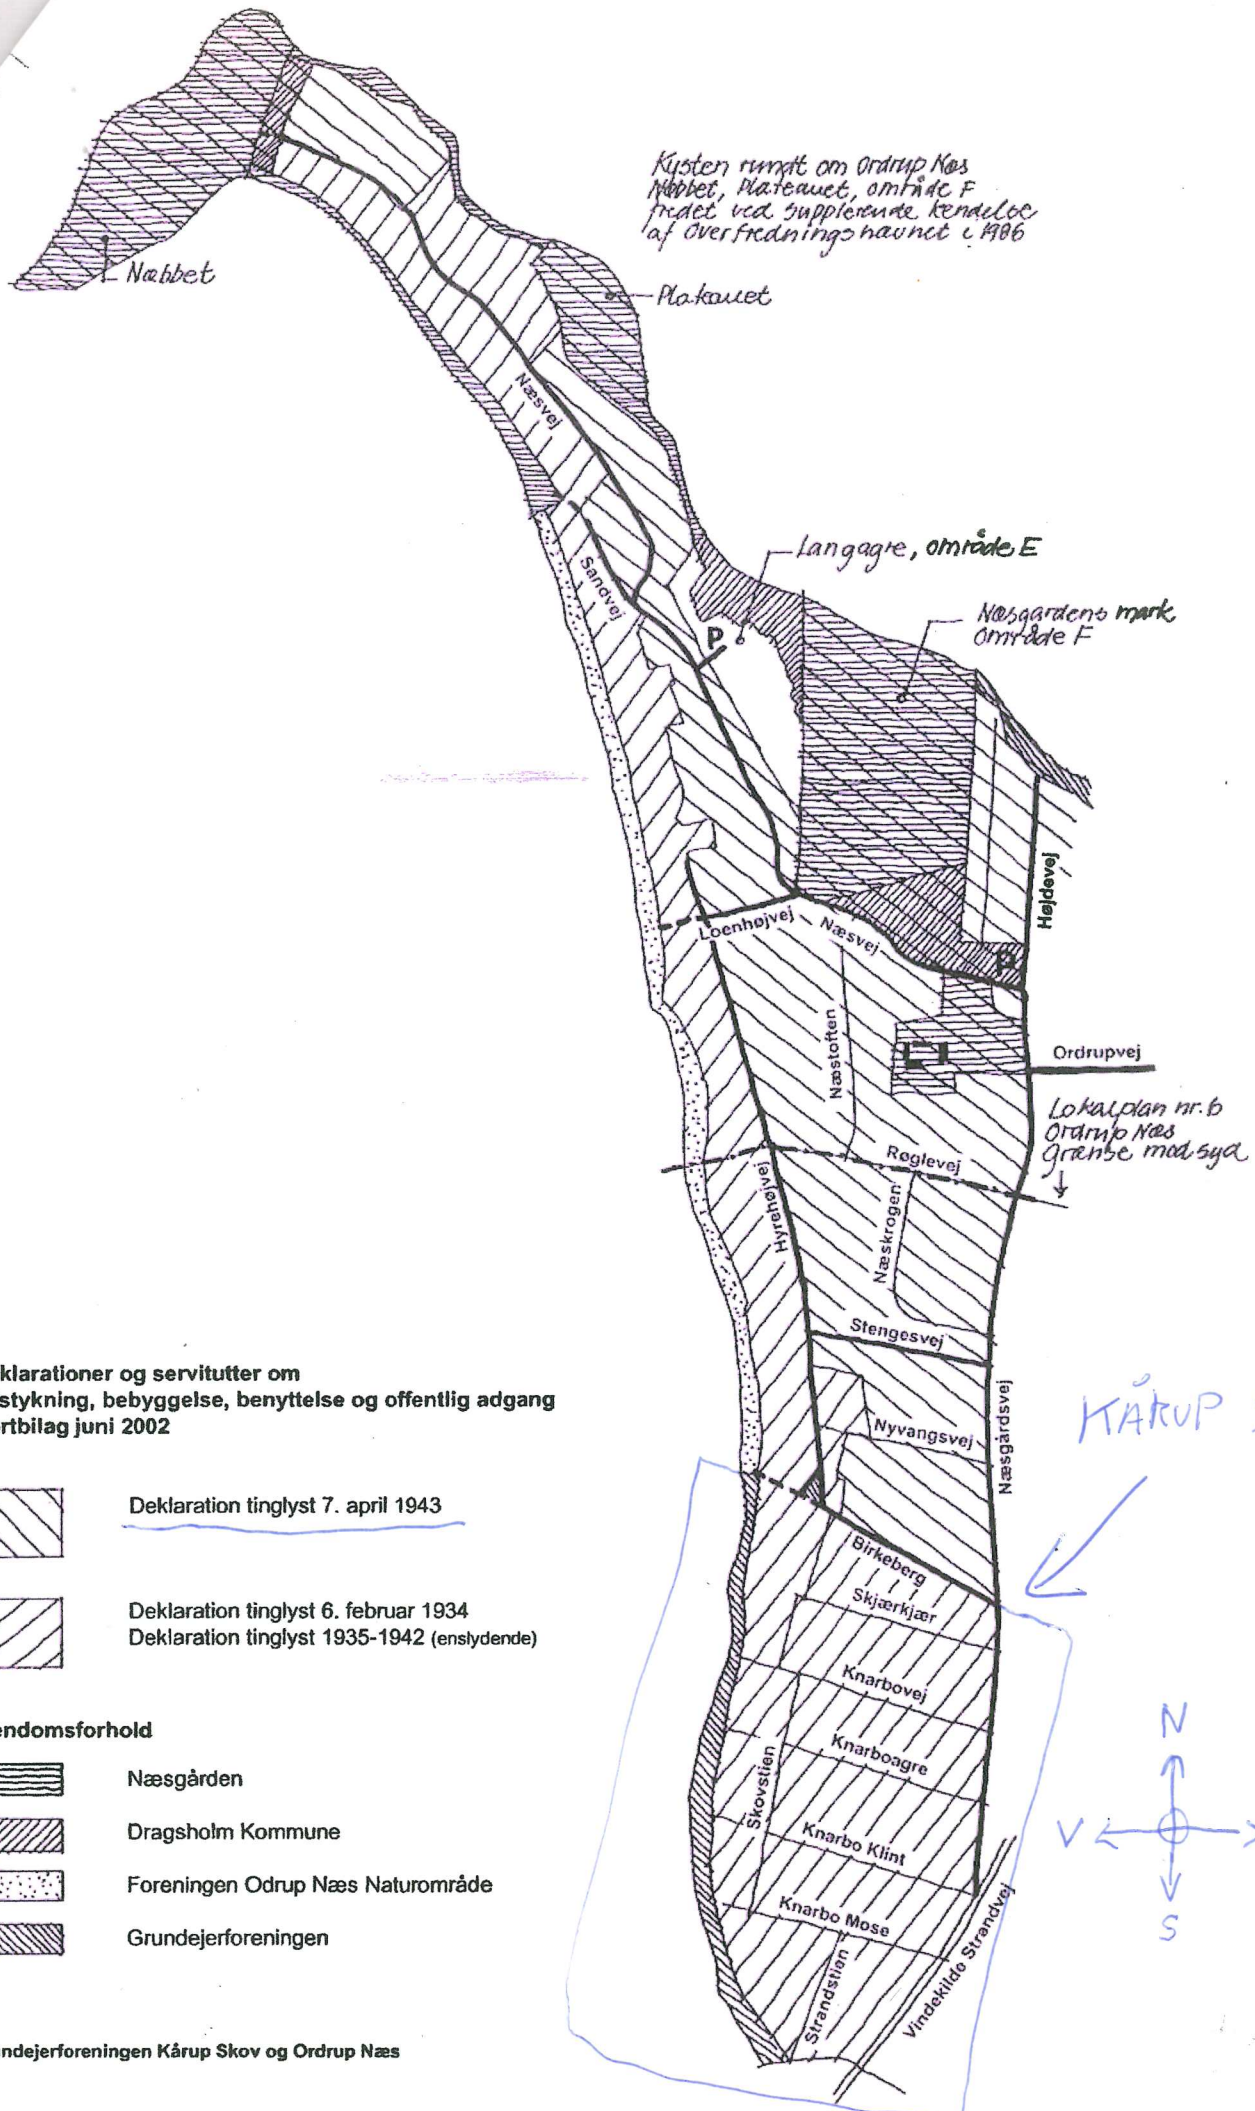 Kysten rundt om Ordrup Næs
Næbbet, Plateauet, område F
fredet ved supplerende kendelse
af Overfredningsnævnet i 1986
Næbbet
Plateauet
Næsvej
Sandvej
Langagre, område E
P
Næsgårdens mark
område F
Højdevej
Loenhøjvej
Næsvej
P
Næstoften
Ordrupvej
Lokalplan nr. 6
Ordrup Næs
Grænse mod syd
Røglevej
Hyrehøjvej
Næskrogen
Stengesvej
Nyvangsvej
Næsgårdsvej
KÅRUP
Birkeberg
Skjærkjær
Knarbovej
Knarboagre
Skovstien
Knarbo Klint
Knarbo Mose
Strandstien
Vindekilde Strandvej
N
V
S
klarationer og servitutter om
stykning, bebyggelse, benyttelse og offentlig adgang
rtbilag juni 2002
Deklaration tinglyst 7. april 1943
Deklaration tinglyst 6. februar 1934
Deklaration tinglyst 1935-1942 (enslydende)
endomsforhold
Næsgården
Dragsholm Kommune
Foreningen Odrup Næs Naturområde
Grundejerforeningen
ndejerforeningen Kårup Skov og Ordrup Næs